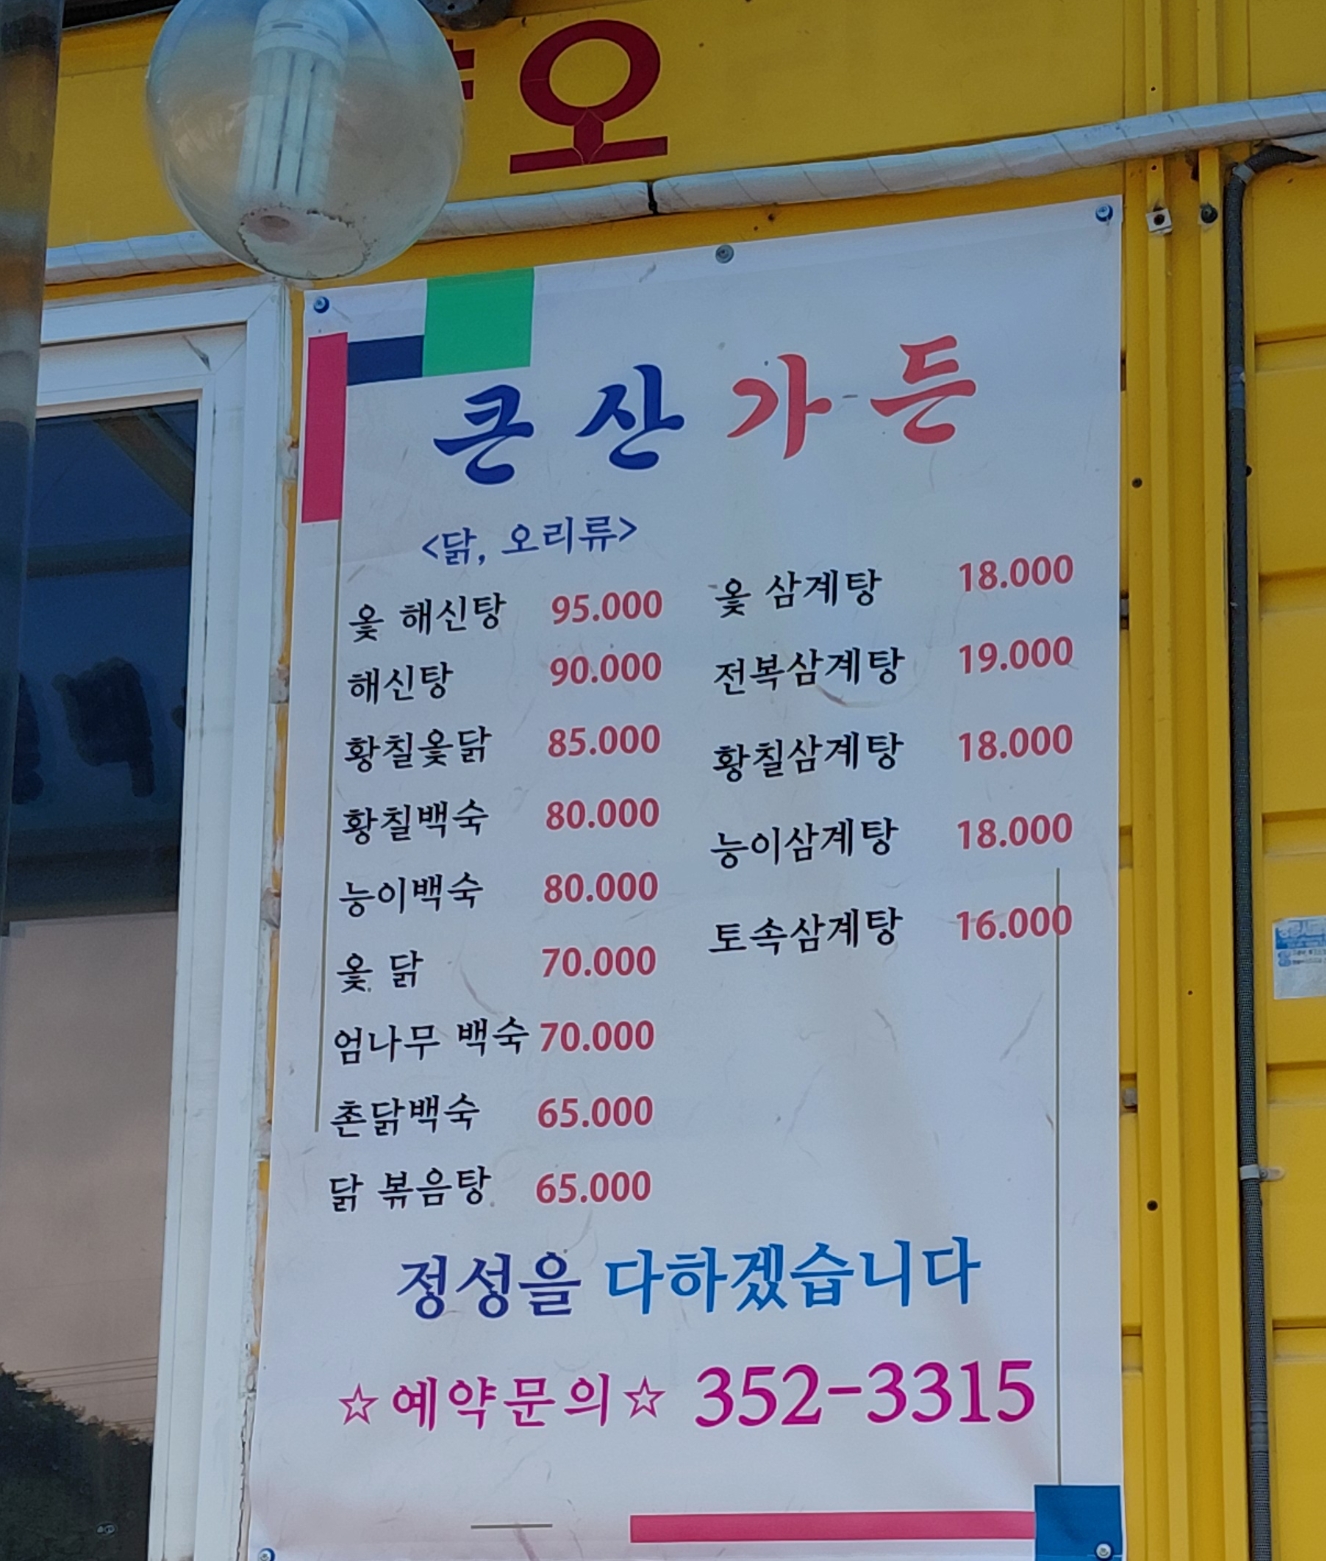 오
큰 산 가 든
<닭, 오리류>
옻 해신탕 95.000
해신탕 90.000
황칠옻닭 85.000
황칠백숙 80.000
능이백숙 80.000
옻 닭 70.000
엄나무 백숙 70.000
촌닭백숙 65.000
닭 볶음탕 65.000
옻 삼계탕 18.000
전복삼계탕 19.000
황칠삼계탕 18.000
능이삼계탕 18.000
토속삼계탕 16.000
정성을 다하겠습니다
☆예약문의☆ 352-3315